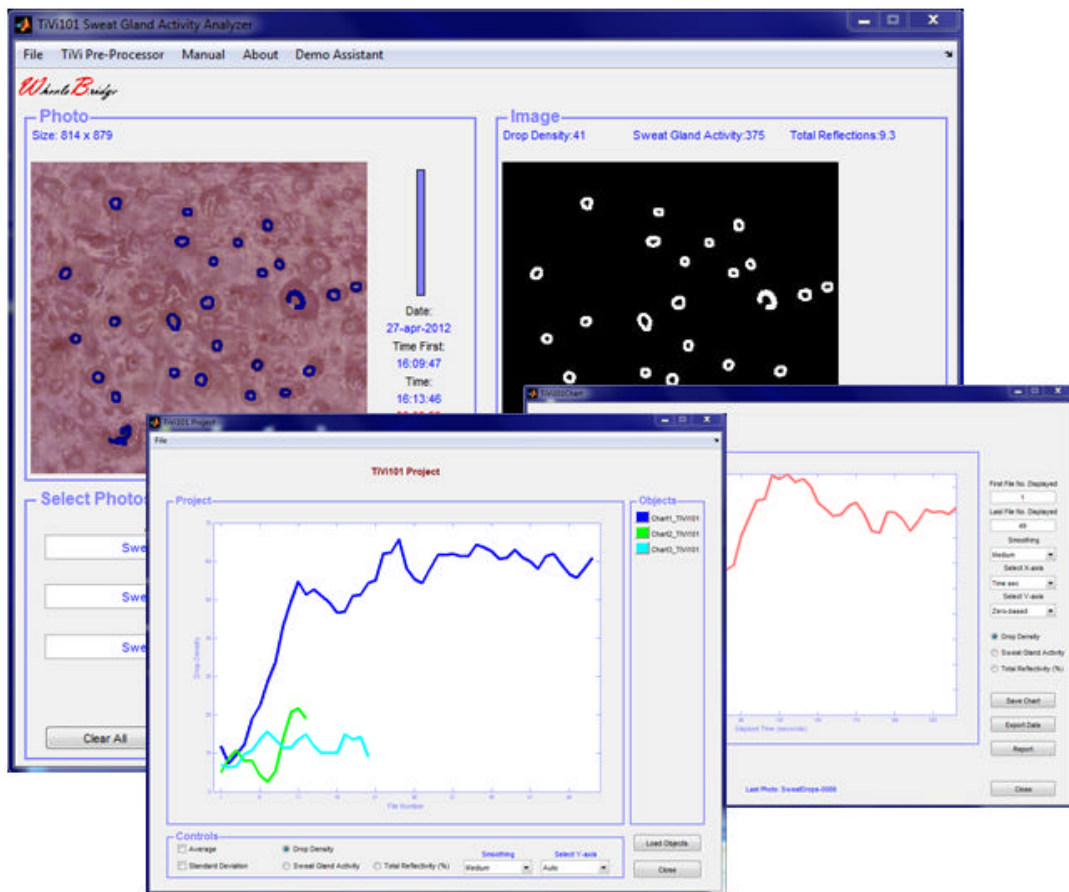 TiVi101 Sweat Gland Activity Analyzer
File TiVi Pre-Processor Manual About Demo Assistant
WheelsBridge
Photo
Size: 814 x 879
Date:
27-apr-2012
Time First:
16:09:47
Time:
16:13:46
Image
Drop Density:41 Sweat Gland Activity:375 Total Reflections:9.3
Select Photos
Swe
Swe
Swe
Clear All
TiVi101Chart
First File No. Displayed
1
Last File No. Displayed
49
Smoothing
Medium
Select X-axis
Time sec
Select Y-axis
Zero-based
Drop Density
Sweat Gland Activity
Total Reflectivity (%)
Save Chart
Export Data
Report
Close
Elapsed Time (seconds)
Last Photo: SweatDrops-0088
TiVi101 Project
File
TiVi101 Project
Project
Drop Density
File Number
Objects
Chart1_TiVi101
Chart2_TiVi101
Chart3_TiVi101
Controls
Average
Standard Deviation
Drop Density
Sweat Gland Activity
Total Reflectivity (%)
Smoothing
Medium
Select Y-axis
Auto
Load Objects
Close